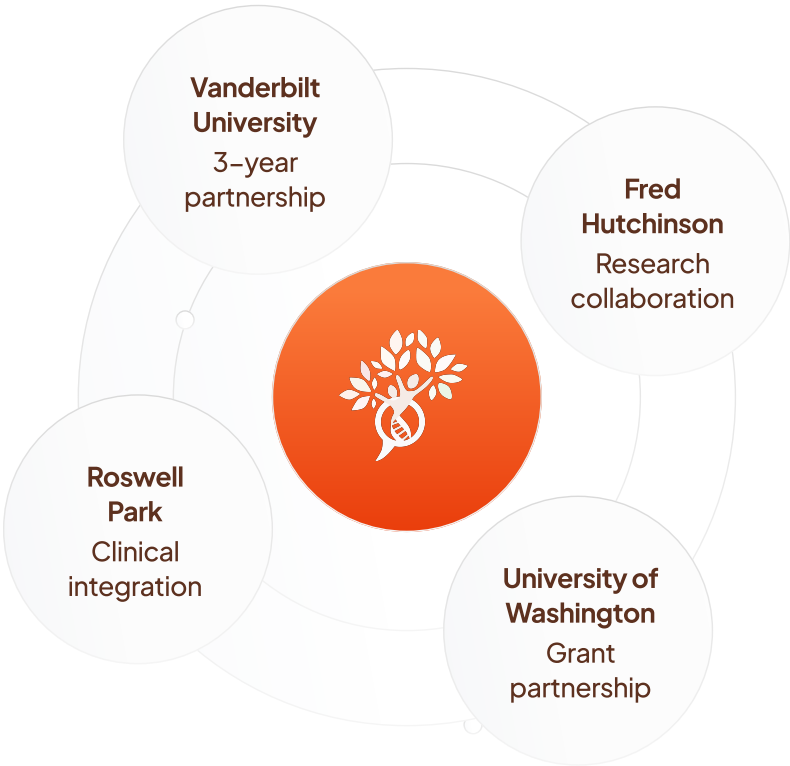 Vanderbilt
University
3–year
partnership
Fred
Hutchinson
Research
collaboration
Roswell
Park
Clinical
integration
University of
Washington
Grant
partnership